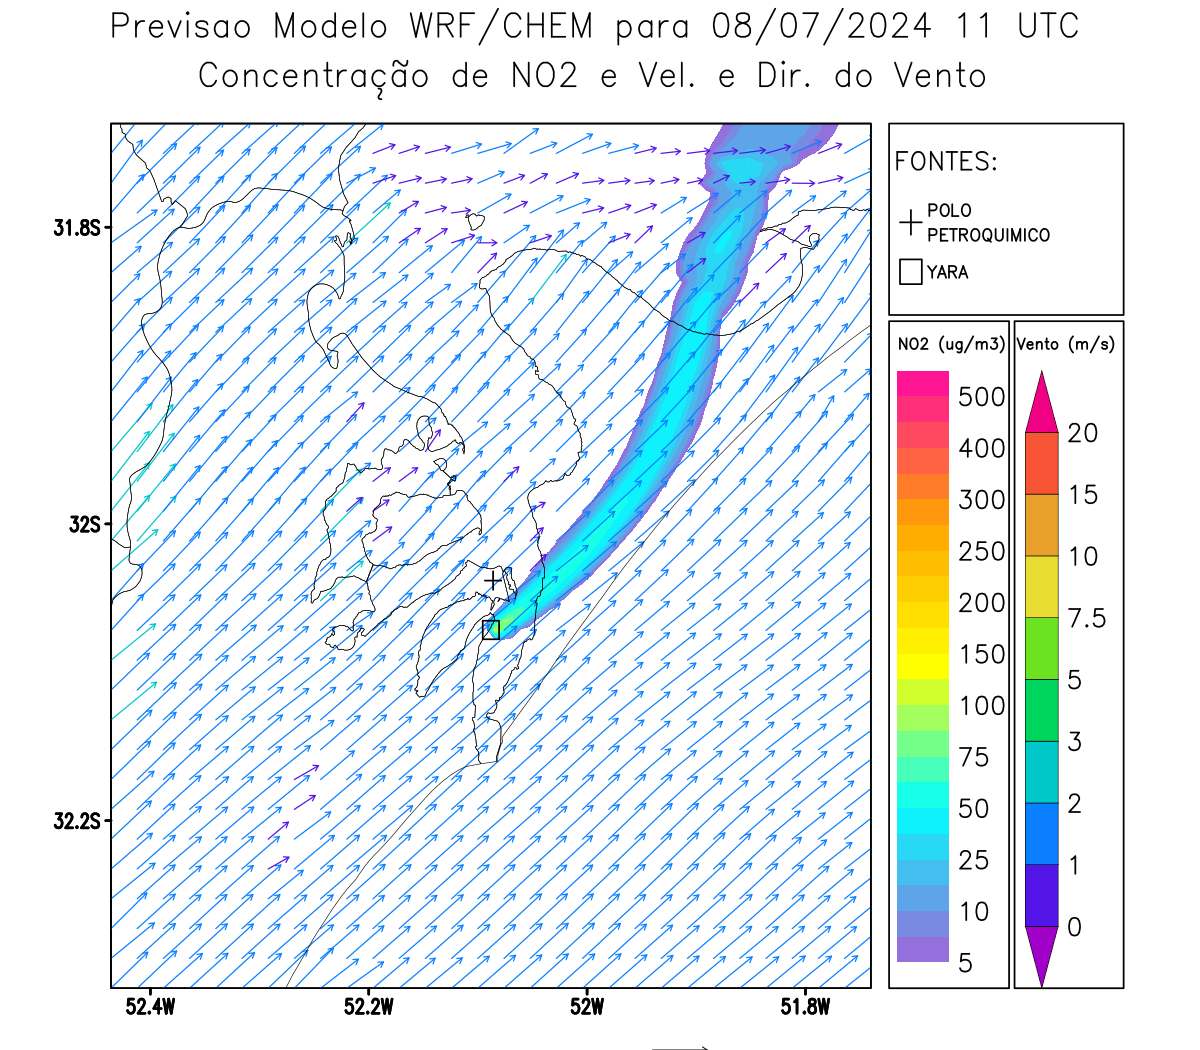 Previsao Modelo WRF/CHEM para 08/07/2024 11 UTC
Concentração de NO2 e Vel. e Dir. do Vento
FONTES:
POLO
PETROQUIMICO
YARA
NO2 (ug/m3)
500
400
300
250
200
150
100
75
50
25
10
5
Vento (m/s)
20
15
10
7.5
5
3
2
1
0
31.8S
32S
32.2S
52.4W
52.2W
52W
51.8W